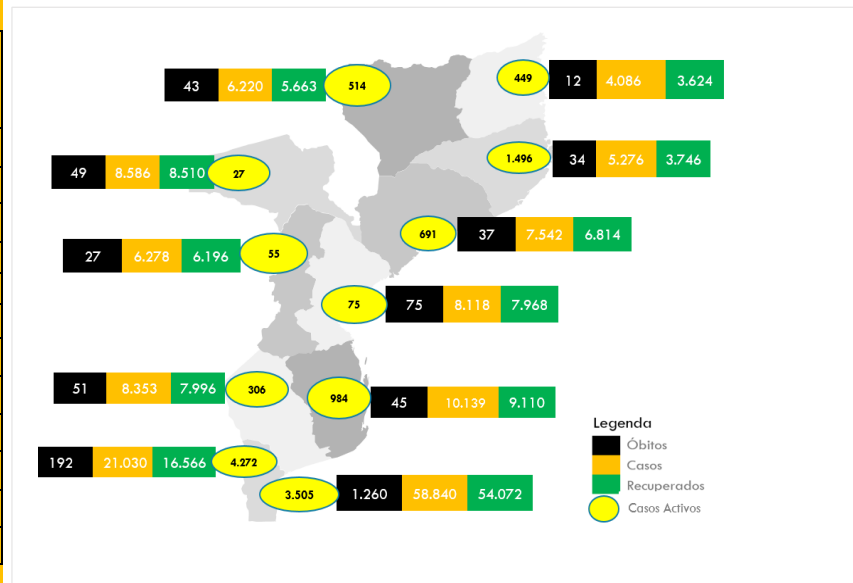 43 6.220 5.663 514
449 12 4.086 3.624
1.496 34 5.276 3.746
49 8.586 8.510 27
691 37 7.542 6.814
27 6.278 6.196 55
75 75 8.118 7.968
51 8.353 7.996 306
984 45 10.139 9.110
192 21.030 16.566 4.272
3.505 1.260 58.840 54.072
Legenda
Óbitos
Casos
Recuperados
Casos Activos